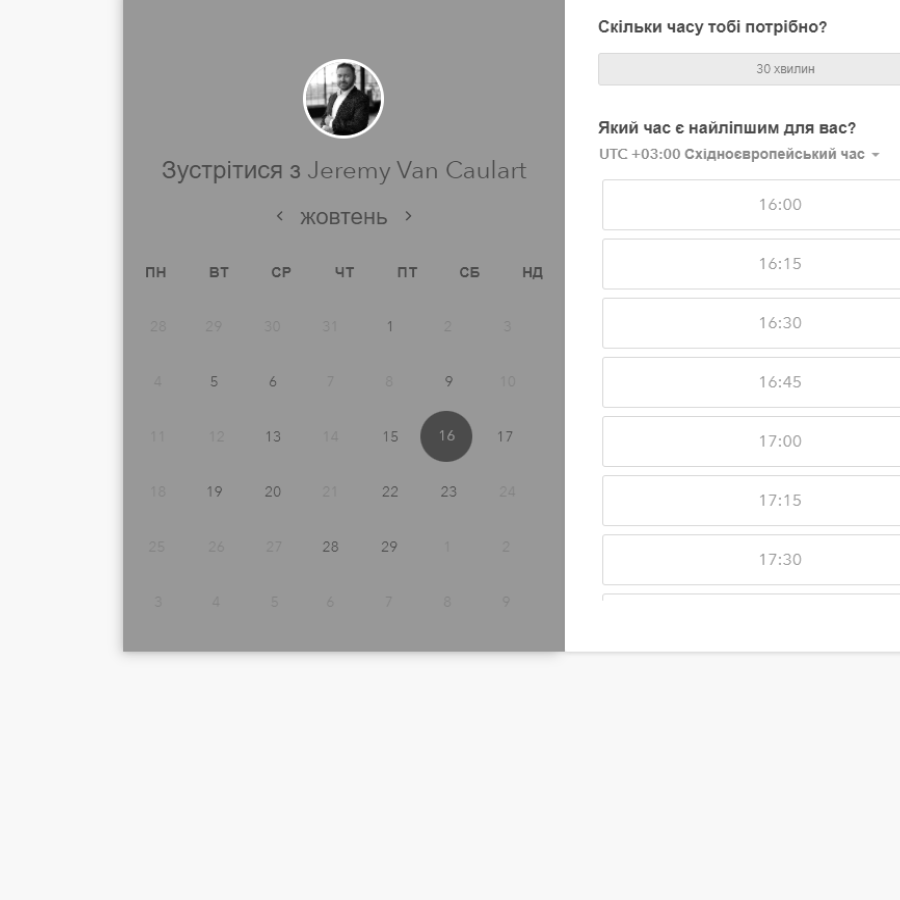 Зустрітися з Jeremy Van Caulart
жовтень
ПН ВТ СР ЧТ ПТ СБ НД
28 29 30 31 1 2 3
4 5 6 7 8 9 10
11 12 13 14 15 16 17
18 19 20 21 22 23 24
25 26 27 28 29 1 2
3 4 5 6 7 8 9
Скільки часу тобі потрібно?
30 хвилин
Який час є найліпшим для вас?
UTC +03:00 Східноєвропейський час
16:00
16:15
16:30
16:45
17:00
17:15
17:30